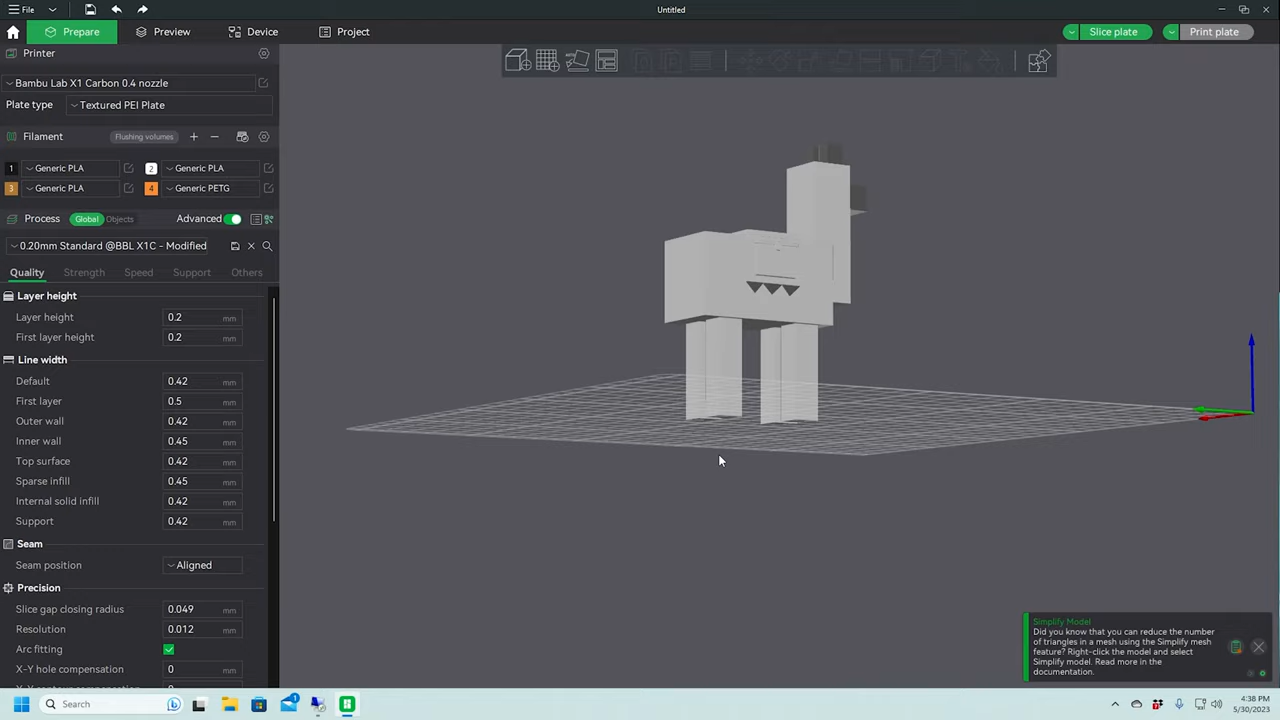 File
Untitled
Prepare
Preview
Device
Project
Slice plate
Print plate
Printer
Bambu Lab X1 Carbon 0.4 nozzle
Plate type
Textured PEI Plate
Filament
Flushing volumes
1 Generic PLA
2 Generic PLA
3 Generic PLA
4 Generic PETG
Process
Global
Objects
Advanced
0.20mm Standard @BBL X1C - Modified
Quality
Strength
Speed
Support
Others
Layer height
Layer height 0.2 mm
First layer height 0.2 mm
Line width
Default 0.42 mm
First layer 0.5 mm
Outer wall 0.42 mm
Inner wall 0.45 mm
Top surface 0.42 mm
Sparse infill 0.45 mm
Internal solid infill 0.42 mm
Support 0.42 mm
Seam
Seam position Aligned
Precision
Slice gap closing radius 0.049 mm
Resolution 0.012 mm
Arc fitting
X-Y hole compensation 0 mm
Simplify Model
Did you know that you can reduce the number
of triangles in a mesh using the Simplify mesh
feature? Right-click the model and select
Simplify model. Read more in the
documentation.
Search
4:38 PM
5/30/2023